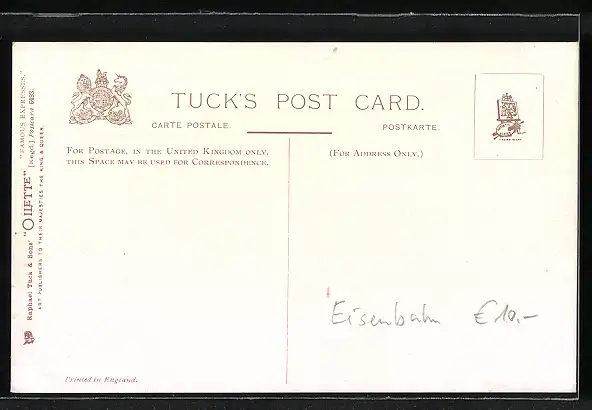 TUCK'S POST CARD.
CARTE POSTALE.
POSTKARTE.
FOR POSTAGE, IN THE UNITED KINGDOM ONLY,
THIS SPACE MAY BE USED FOR CORRESPONDENCE.
(FOR ADDRESS ONLY.)
"FAMOUS EXPRESSES."
[Regd.] Postcard 6493.
Raphael Tuck & Sons' "OILETTE"
ART PUBLISHERS TO THEIR MAJESTIES THE KING & QUEEN.
Eisenbahn €10.-
Printed in England.